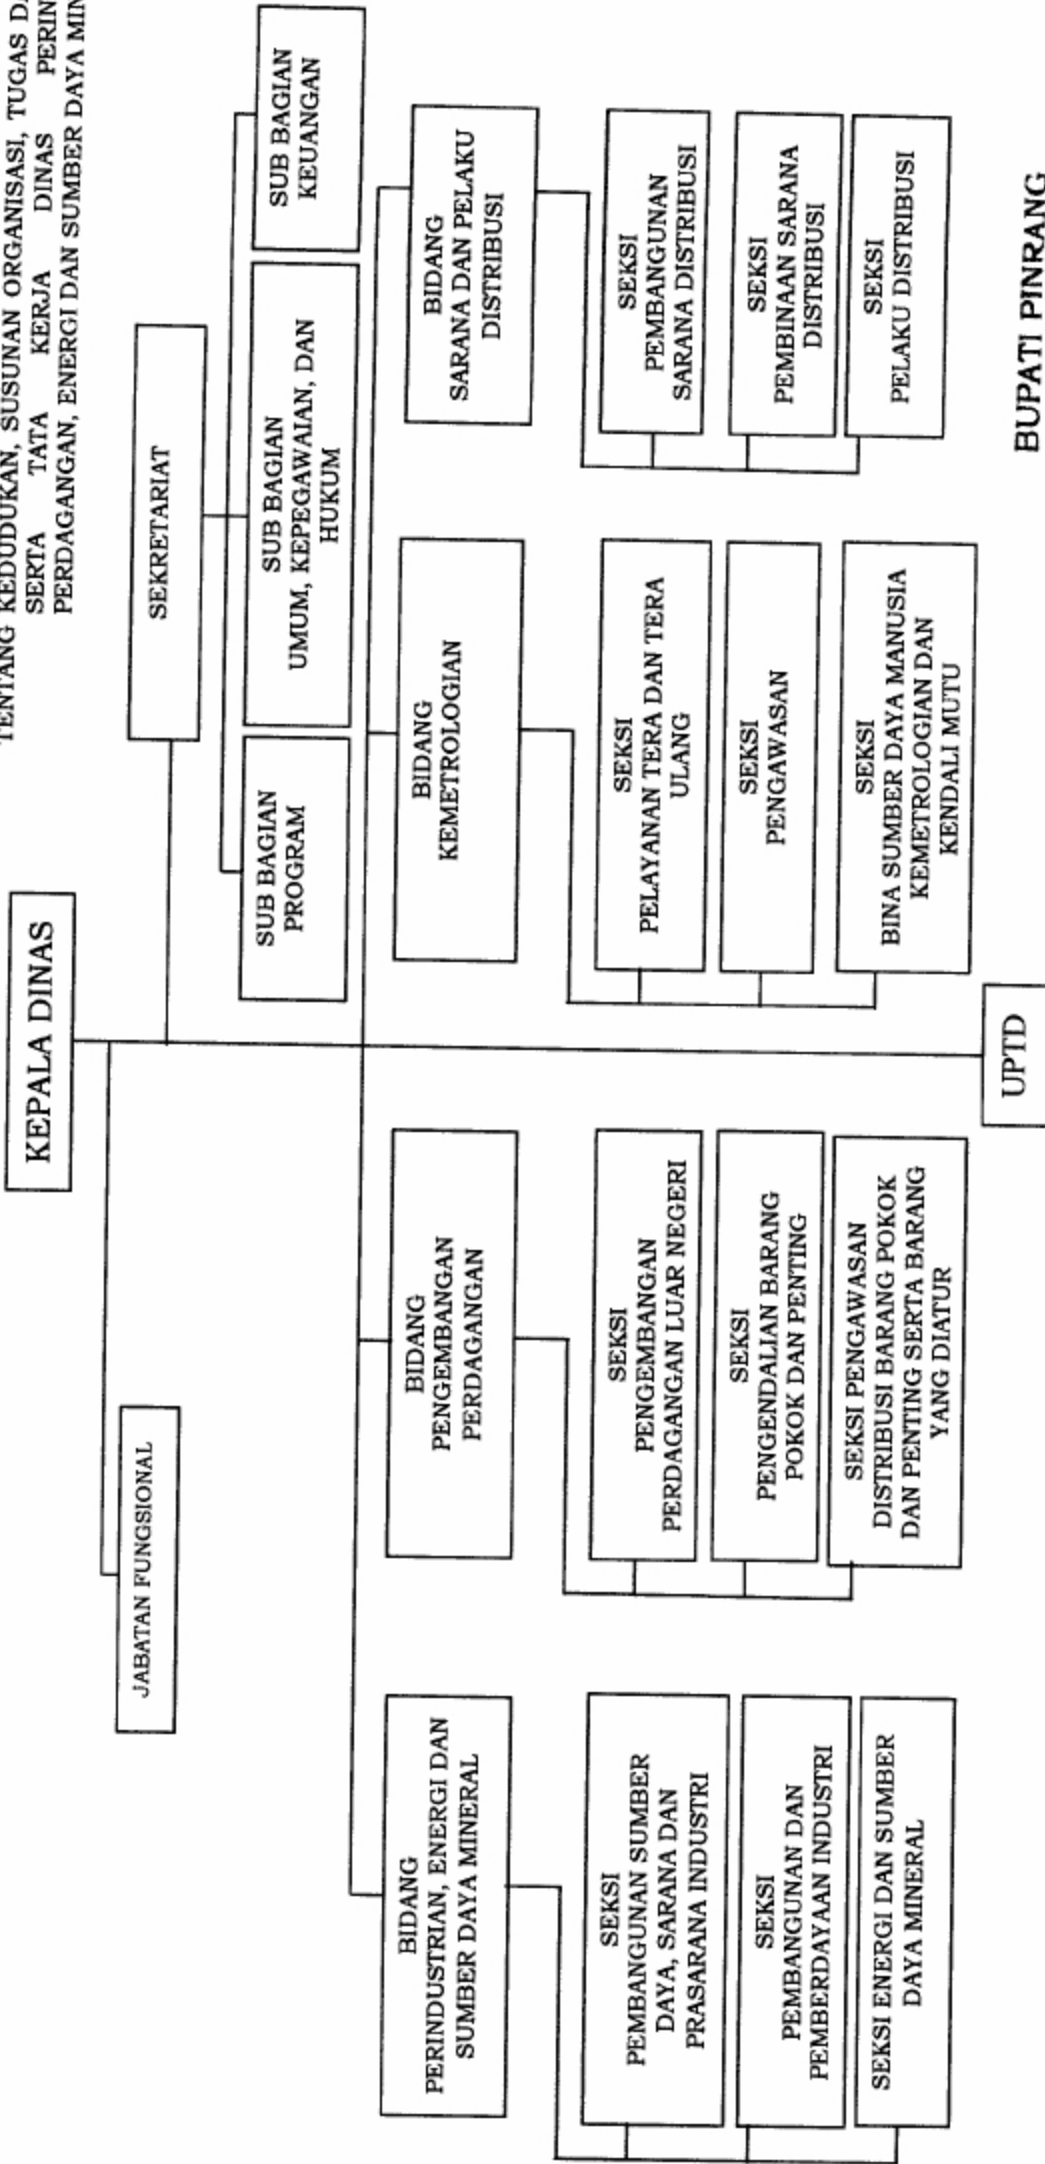 TENTANG KEDUDUKAN, SUSUNAN ORGANISASI, TUGAS
SERTA TATA KERJA DINAS
PERDAGANGAN, ENERGI DAN SUMBER DAYA
KEPALA DINAS
JABATAN FUNGSIONAL
SEKRETARIAT
SUB BAGIAN
PROGRAM
SUB BAGIAN
UMUM, KEPEGAWAIAN, DAN
HUKUM
SUB BAGIAN
KEUANGAN
BIDANG
PERINDUSTRIAN, ENERGI DAN
SUMBER DAYA MINERAL
SEKSI
PEMBANGUNAN SUMBER
DAYA, SARANA DAN
PRASARANA INDUSTRI
SEKSI
PEMBANGUNAN DAN
PEMBERDAYAAN INDUSTRI
SEKSI ENERGI DAN SUMBER
DAYA MINERAL
BIDANG
PENGEMBANGAN
PERDAGANGAN
SEKSI
PENGEMBANGAN
PERDAGANGAN LUAR NEGERI
SEKSI
PENGENDALIAN BARANG
POKOK DAN PENTING
SEKSI PENGAWASAN
DISTRIBUSI BARANG POKOK
DAN PENTING SERTA BARANG
YANG DIATUR
BIDANG
KEMETROLOGIAN
SEKSI
PELAYANAN TERA DAN TERA
ULANG
SEKSI
PENGAWASAN
SEKSI
BINA SUMBER DAYA MANUSIA
KEMETROLOGIAN DAN
KENDALI MUTU
BIDANG
SARANA DAN PELAKU
DISTRIBUSI
SEKSI
PEMBANGUNAN
SARANA DISTRIBUSI
SEKSI
PEMBINAAN SARANA
DISTRIBUSI
SEKSI
PELAKU DISTRIBUSI
UPTD
BUPATI PINRANG